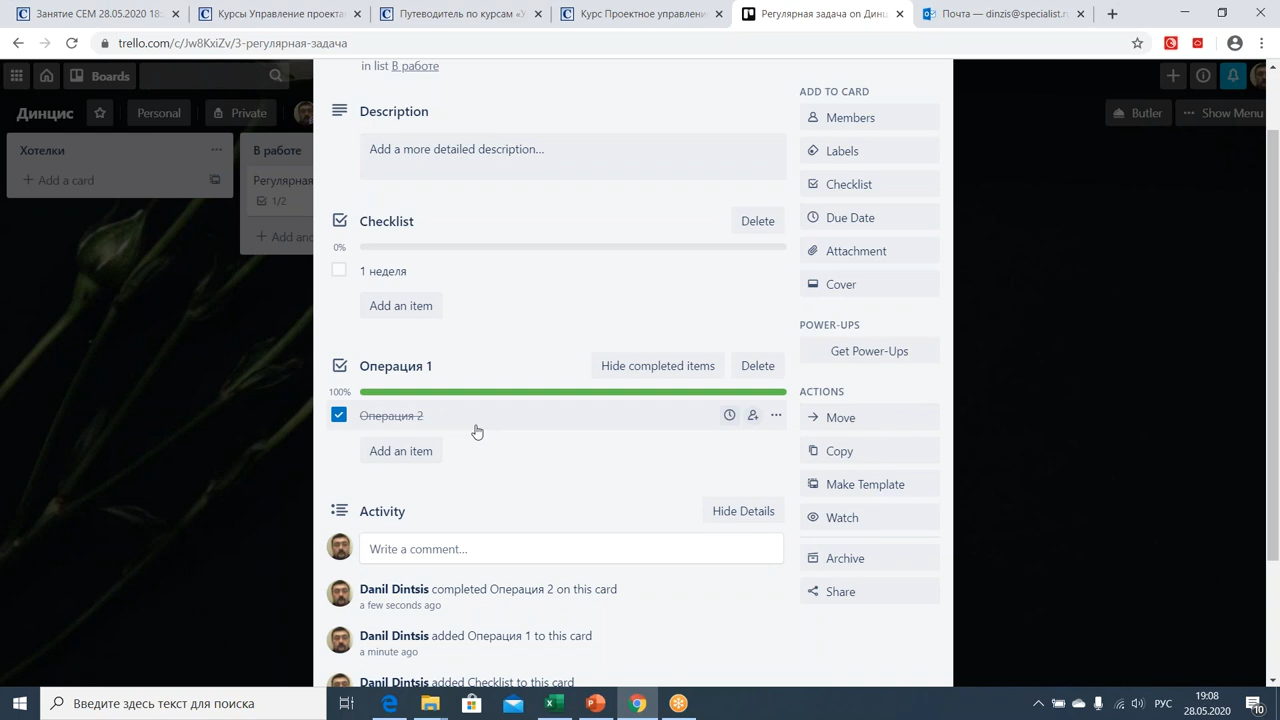 Занятие СЕМ 28.05.2020 18:
Курсы Управление проекта
Путеводитель по курсам «У
Курс Проектное управлени
Регулярная задача on Динц
Почта — dinzis@specialist.ru
trello.com/c/Jw8KxiZv/3-регулярная-задача
Boards
Динцис
Personal
Private
Butler
Show Menu
Хотелки
Add a card
В работе
Регулярная
1/2
Add ano
in list В работе
Description
Add a more detailed description...
Checklist
Delete
0%
1 неделя
Add an item
Операция 1
Hide completed items
Delete
100%
Операция 2
Add an item
Activity
Hide Details
Write a comment...
Danil Dintsis completed Операция 2 on this card
a few seconds ago
Danil Dintsis added Операция 1 to this card
a minute ago
Danil Dintsis added Checklist to this card
ADD TO CARD
Members
Labels
Checklist
Due Date
Attachment
Cover
POWER-UPS
Get Power-Ups
ACTIONS
Move
Copy
Make Template
Watch
Archive
Share
Введите здесь текст для поиска
РУС
19:08
28.05.2020
10